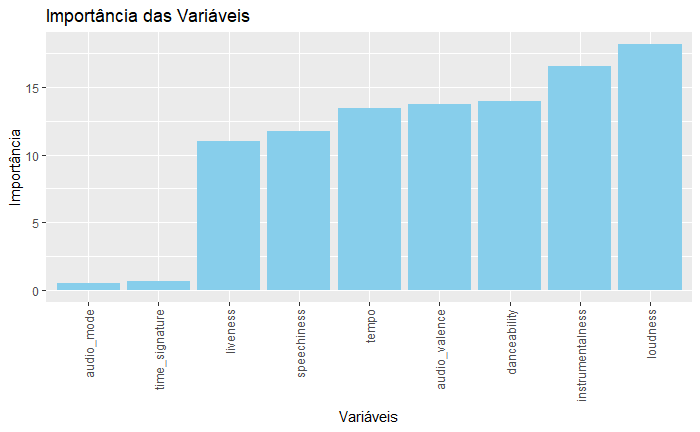 Importância das Variáveis
Importância
15
10
5
0
audio_mode
time_signature
liveness
speechiness
tempo
audio_valence
danceability
instrumentalness
loudness
Variáveis